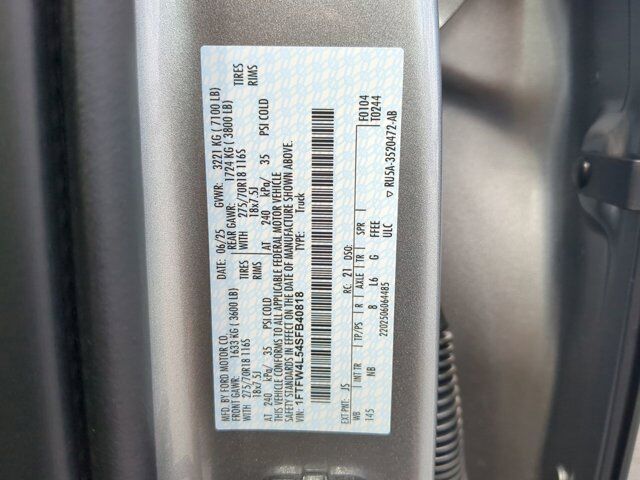 MFD. BY FORD MOTOR CO.
DATE: 06/25 GVWR: 3221 KG ( 7100 LB)
FRONT GAWR: 1633 KG ( 3600 LB) REAR GAWR: 1724 KG ( 3800 LB)
WITH 275/70R18 116S TIRES WITH 275/70R18 116S TIRES
18x7.5J RIMS 18x7.5J RIMS
AT 240 kPa/ 35 PSI COLD AT 240 kPa/ 35 PSI COLD
THIS VEHICLE CONFORMS TO ALL APPLICABLE FEDERAL MOTOR VEHICLE
SAFETY STANDARDS IN EFFECT ON THE DATE OF MANUFACTURE SHOWN ABOVE.
VIN: 1FTFW4L54SFB40818 TYPE: Truck
F0104
T0244
EXT PNT: JS RC: 21 DSO:
WB INT TR TP/PS R AXLE TR SPR
145 NB 8 L6 G FFEE
2202506064485 ULC
▽ RU5A-3520472-AB